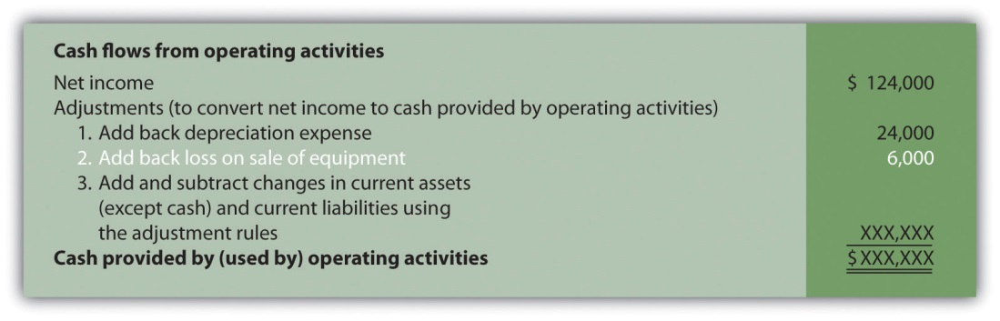 Cash flows from operating activities
Net income $ 124,000
Adjustments (to convert net income to cash provided by operating activities)
1. Add back depreciation expense 24,000
2. Add back loss on sale of equipment 6,000
3. Add and subtract changes in current assets
(except cash) and current liabilities using
the adjustment rules XXX,XXX
Cash provided by (used by) operating activities $XXX,XXX